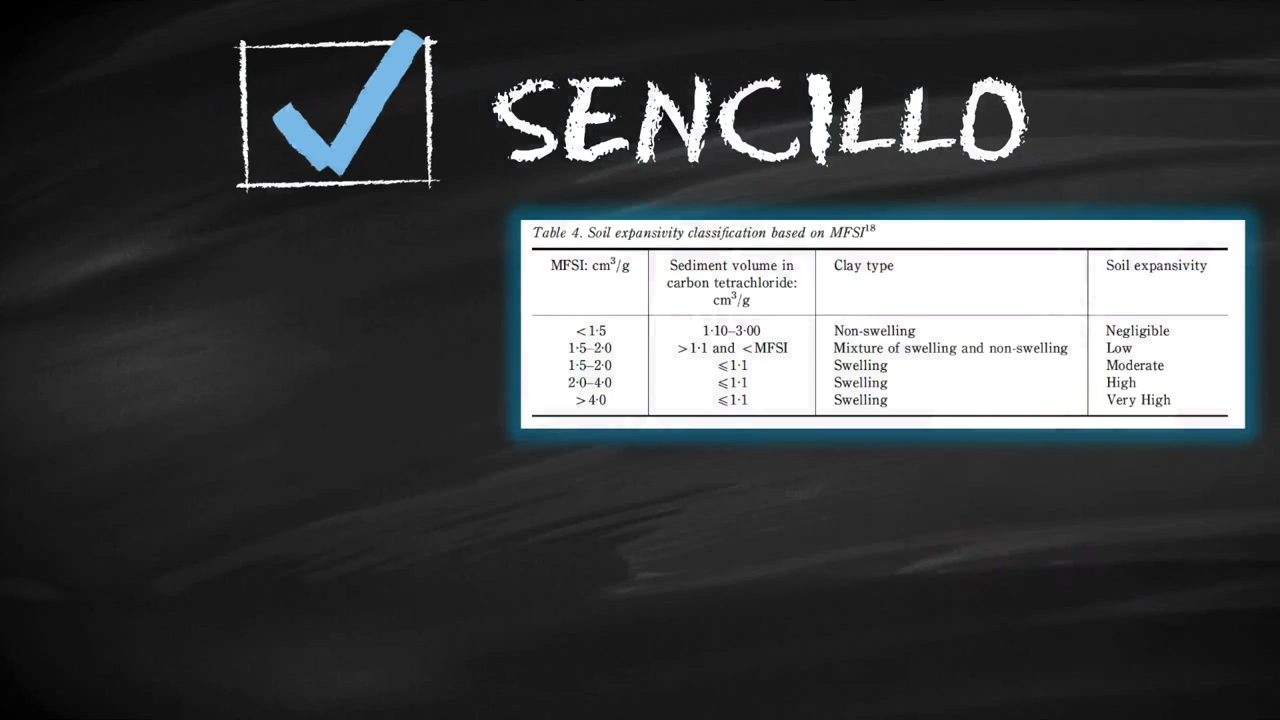 SENCILLO
Table 4. Soil expansivity classification based on MFSI¹⁸
MFSI: cm³/g Sediment volume in carbon tetrachloride: cm³/g Clay type Soil expansivity
<1·5 1·10–3·00 Non-swelling Negligible
1·5–2·0 >1·1 and <MFSI Mixture of swelling and non-swelling Low
1·5–2·0 ⩽1·1 Swelling Moderate
2·0–4·0 ⩽1·1 Swelling High
>4·0 ⩽1·1 Swelling Very High